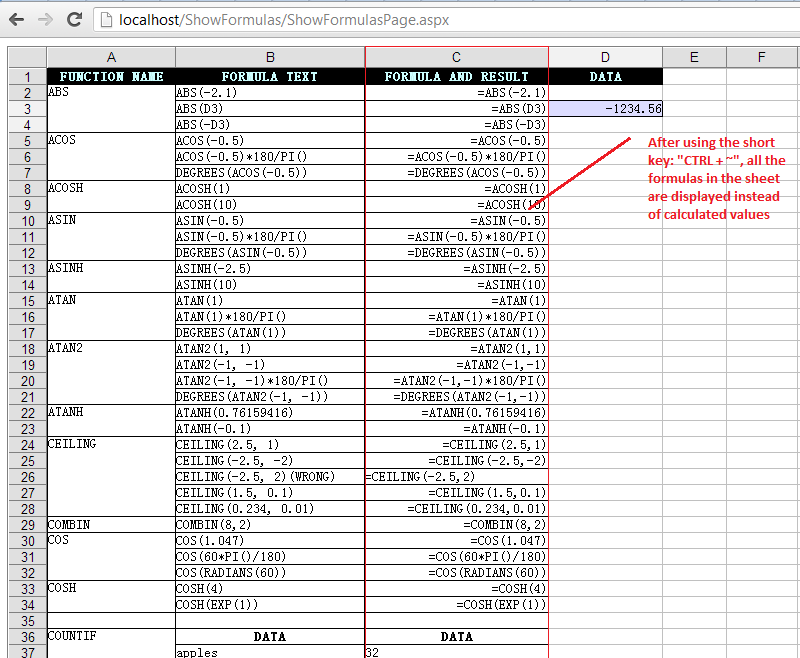 localhost/ShowFormulas/ShowFormulasPage.aspx
A B C D E F
1 FUNCTION NAME FORMULA TEXT FORMULA AND RESULT DATA
2 ABS ABS(-2.1) =ABS(-2.1)
3 ABS(D3) =ABS(D3) -1234.56
4 ABS(-D3) =ABS(-D3)
5 ACOS ACOS(-0.5) =ACOS(-0.5)
6 ACOS(-0.5)*180/PI() =ACOS(-0.5)*180/PI()
7 DEGREES(ACOS(-0.5)) =DEGREES(ACOS(-0.5))
8 ACOSH ACOSH(1) =ACOSH(1)
9 ACOSH(10) =ACOSH(10)
10 ASIN ASIN(-0.5) =ASIN(-0.5)
11 ASIN(-0.5)*180/PI() =ASIN(-0.5)*180/PI()
12 DEGREES(ASIN(-0.5)) =DEGREES(ASIN(-0.5))
13 ASINH ASINH(-2.5) =ASINH(-2.5)
14 ASINH(10) =ASINH(10)
15 ATAN ATAN(1) =ATAN(1)
16 ATAN(1)*180/PI() =ATAN(1)*180/PI()
17 DEGREES(ATAN(1)) =DEGREES(ATAN(1))
18 ATAN2 ATAN2(1, 1) =ATAN2(1,1)
19 ATAN2(-1, -1) =ATAN2(-1,-1)
20 ATAN2(-1, -1)*180/PI() =ATAN2(-1,-1)*180/PI()
21 DEGREES(ATAN2(-1, -1)) =DEGREES(ATAN2(-1,-1))
22 ATANH ATANH(0.76159416) =ATANH(0.76159416)
23 ATANH(-0.1) =ATANH(-0.1)
24 CEILING CEILING(2.5, 1) =CEILING(2.5,1)
25 CEILING(-2.5, -2) =CEILING(-2.5,-2)
26 CEILING(-2.5, 2)(WRONG) =CEILING(-2.5,2)
27 CEILING(1.5, 0.1) =CEILING(1.5,0.1)
28 CEILING(0.234, 0.01) =CEILING(0.234,0.01)
29 COMBIN COMBIN(8,2) =COMBIN(8,2)
30 COS COS(1.047) =COS(1.047)
31 COS(60*PI()/180) =COS(60*PI()/180)
32 COS(RADIANS(60)) =COS(RADIANS(60))
33 COSH COSH(4) =COSH(4)
34 COSH(EXP(1)) =COSH(EXP(1))
35
36 COUNTIF DATA DATA
37 apples 32
After using the short
key: "CTRL + ~", all the
formulas in the sheet
are displayed instead
of calculated values